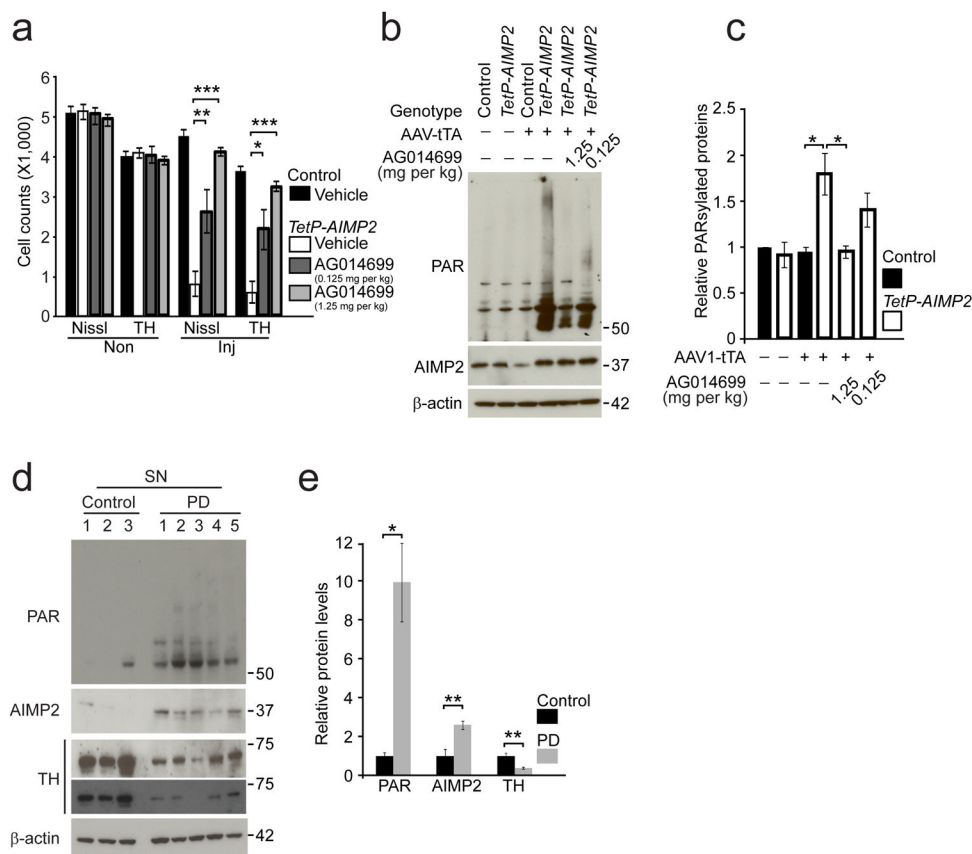 a
Cell counts (X1,000)
6
5
4
3
2
1
0
** ***
* ***
Nissl TH Nissl TH
Non Inj
Control
Vehicle
TetP-AIMP2
Vehicle
AG014699
(0.125 mg per kg)
AG014699
(1.25 mg per kg)
b
Genotype Control TetP-AIMP2 Control TetP-AIMP2 TetP-AIMP2 TetP-AIMP2
AAV-tTA – – + + + +
AG014699 – – – – 1.25 0.125
(mg per kg)
PAR
-50
AIMP2 -37
β-actin -42
c
Relative PARsylated proteins
2.5
2
1.5
1
0.5
0
* *
Control
TetP-AIMP2
AAV1-tTA – – + + + +
AG014699 – – – – 1.25 0.125
(mg per kg)
d
SN
Control PD
1 2 3 1 2 3 4 5
PAR
-50
AIMP2 -37
-75
TH
-75
β-actin -42
e
Relative protein levels
12
10
8
6
4
2
0
* ** **
PAR AIMP2 TH
Control
PD